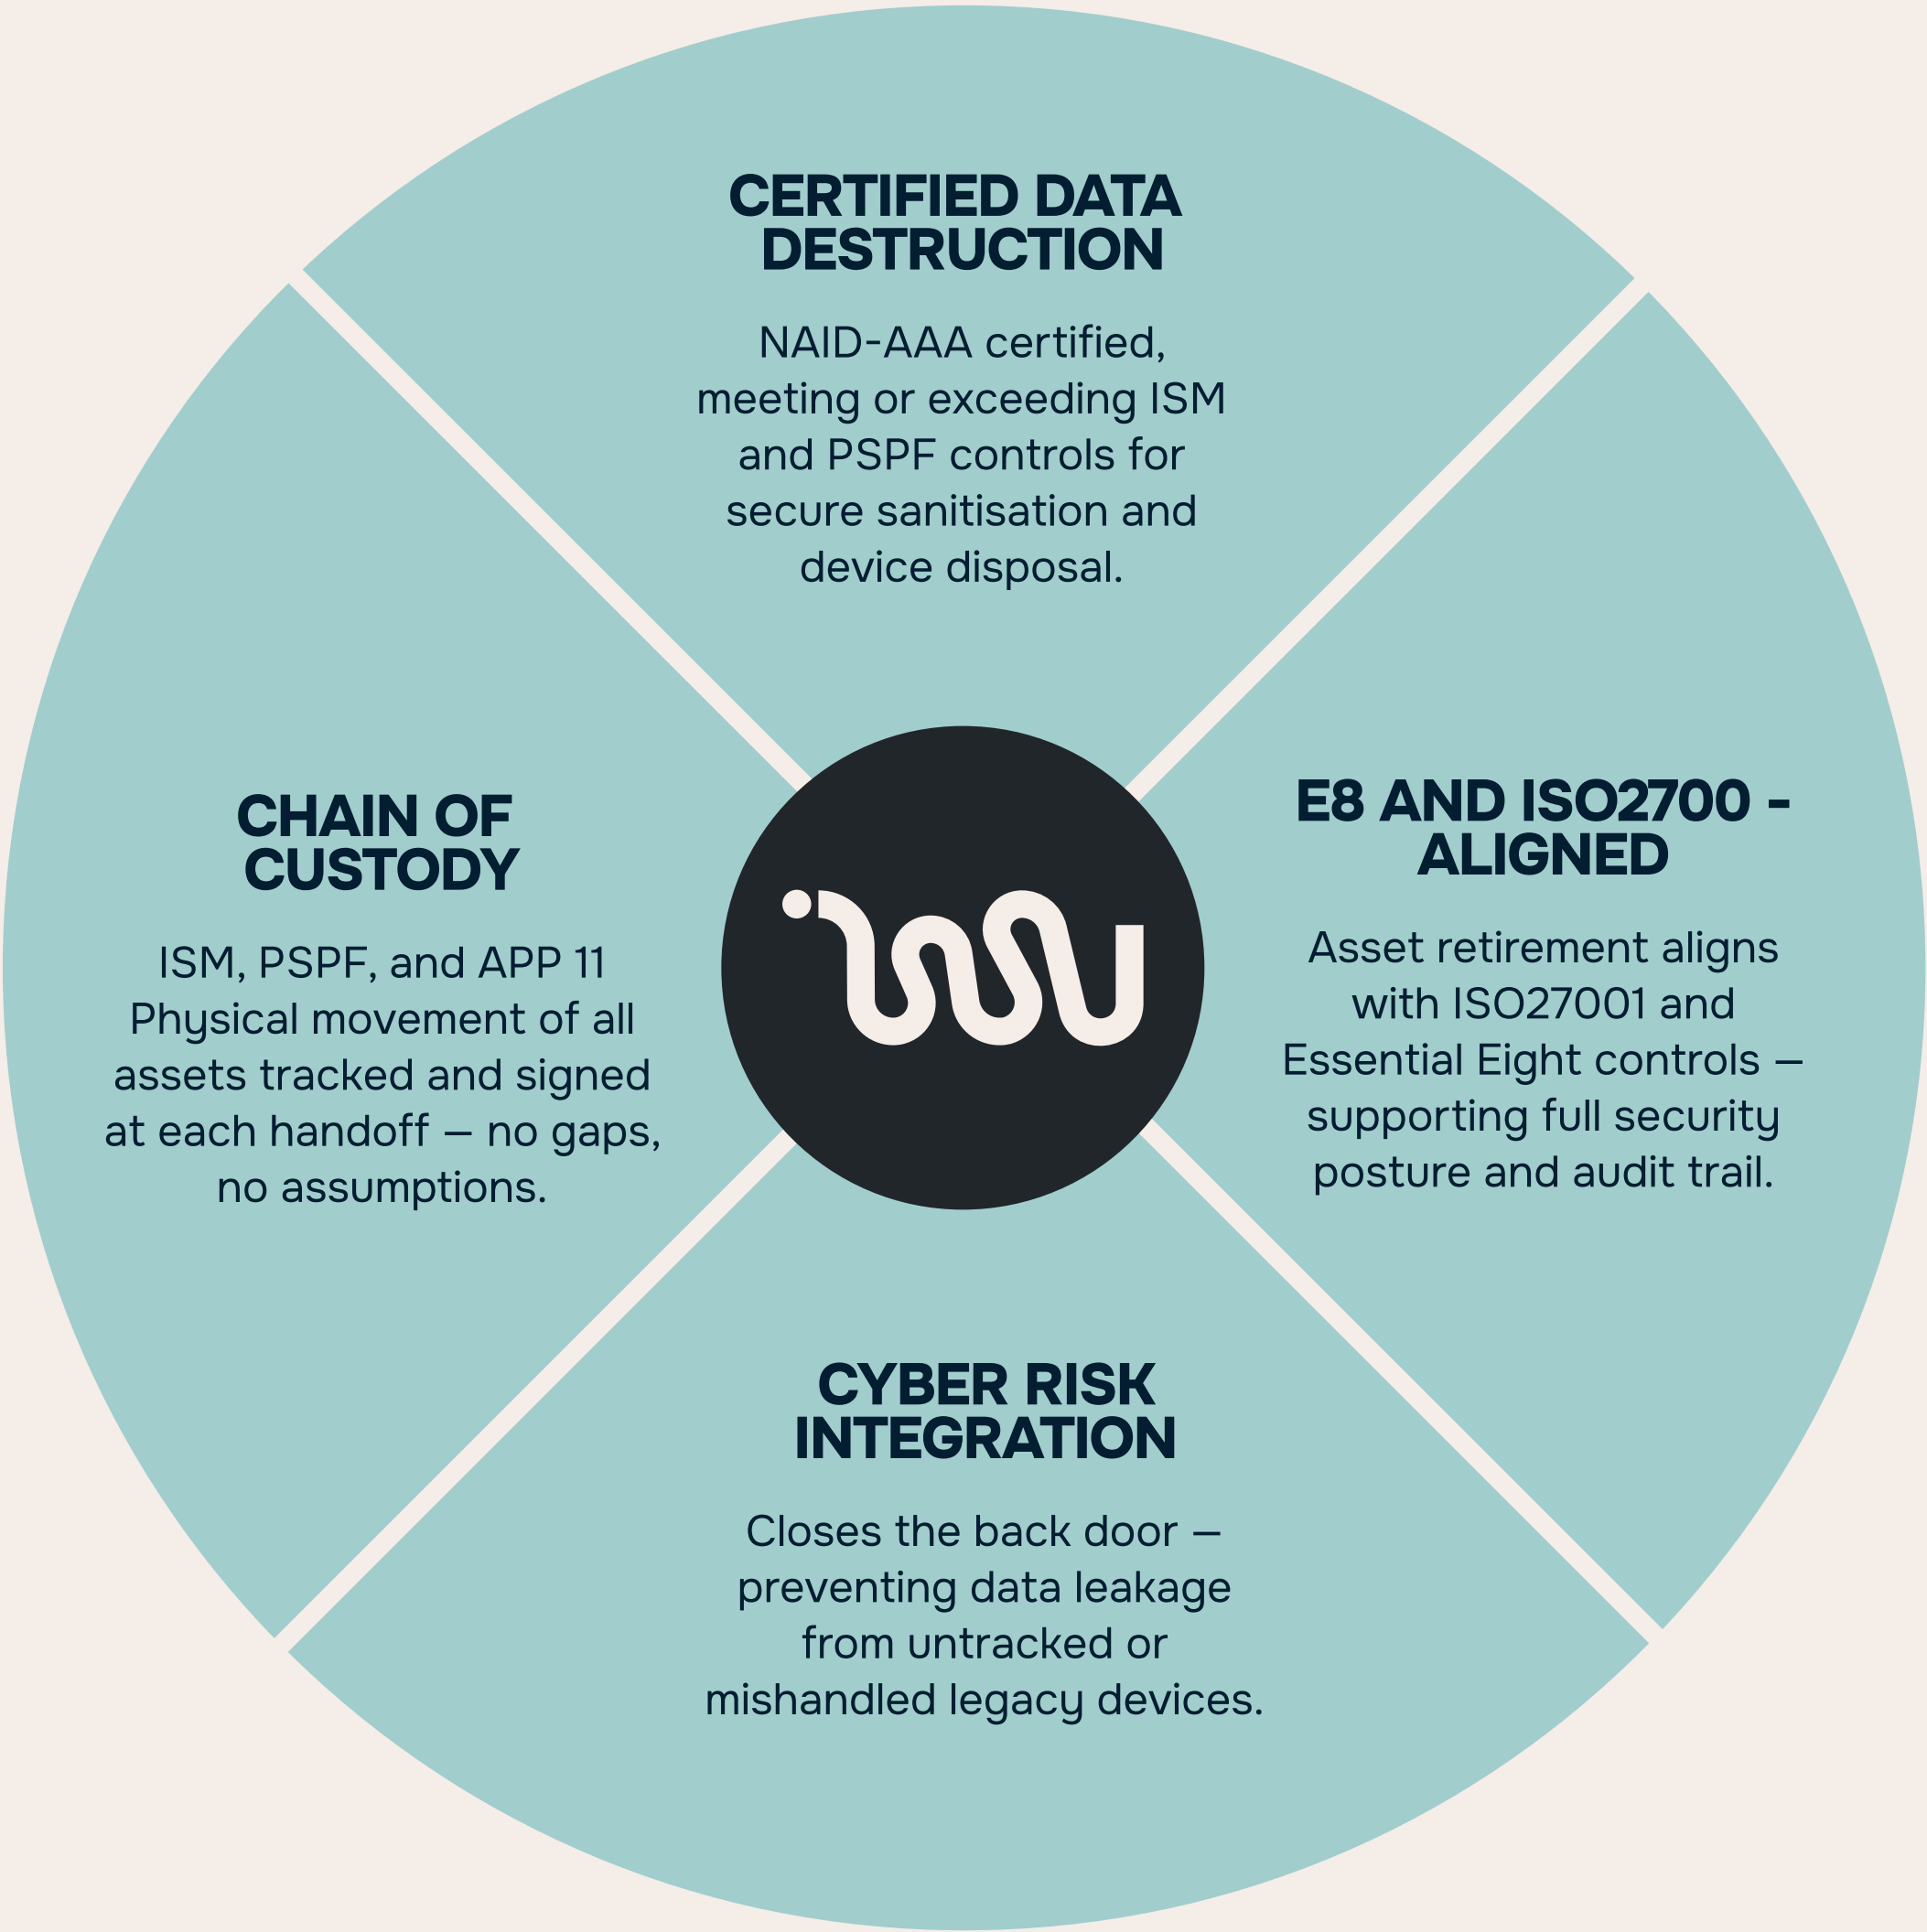 CERTIFIED DATA
DESTRUCTION
NAID-AAA certified,
meeting or exceeding ISM
and PSPF controls for
secure sanitisation and
device disposal.
CHAIN OF
CUSTODY
ISM, PSPF, and APP 11
Physical movement of all
assets tracked and signed
at each handoff — no gaps,
no assumptions.
E8 AND ISO2700 -
ALIGNED
Asset retirement aligns
with ISO27001 and
Essential Eight controls —
supporting full security
posture and audit trail.
CYBER RISK
INTEGRATION
Closes the back door —
preventing data leakage
from untracked or
mishandled legacy devices.